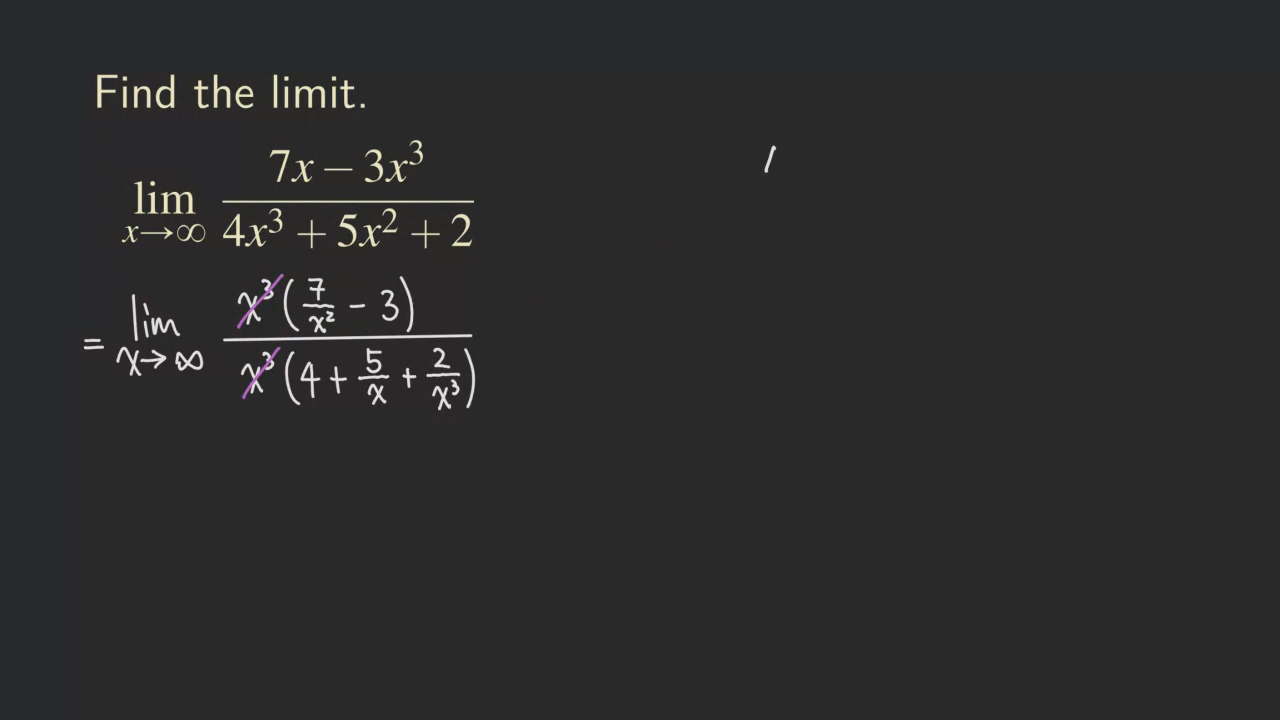 Find the limit.
lim x→∞ (7x − 3x³)/(4x³ + 5x² + 2)
= lim x→∞ x³(7/x² − 3)/x³(4 + 5/x + 2/x³)